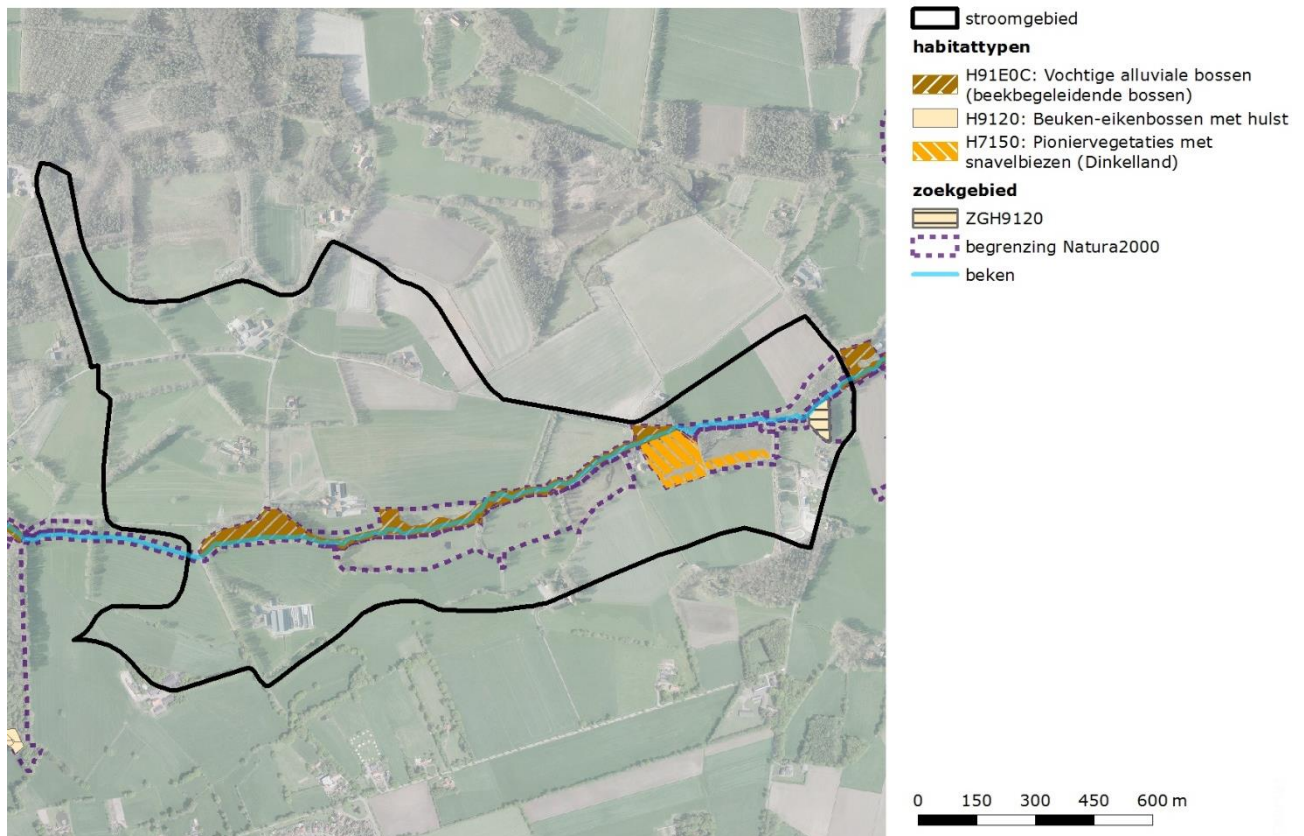 stroomgebied
habitattypen
H91E0C: Vochtige alluviale bossen
(beekbegeleidende bossen)
H9120: Beuken-eikenbossen met hulst
H7150: Pioniervegetaties met
snavelbiezen (Dinkelland)
zoekgebied
ZGH9120
begrenzing Natura2000
beken
0 150 300 450 600 m